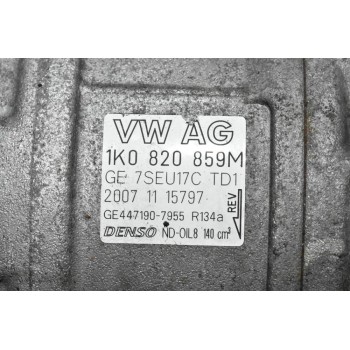 VW AG
1K0 820 859M
GE 7SEU17C TD1
2007 11 15797
GE447190-7955 R134a
DENSO ND-OIL8 140 cm³
REV